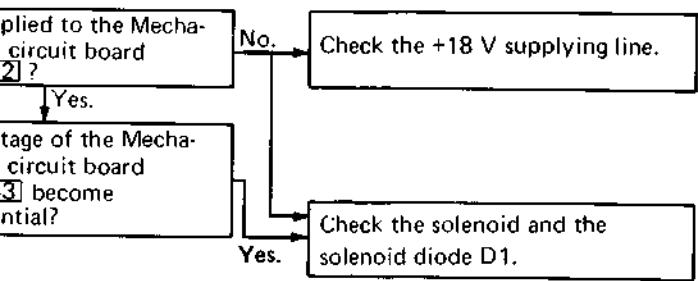 plied to the Mecha-
circuit board
2 ?
No.
Check the +18 V supplying line.
Yes.
tage of the Mecha-
circuit board
3 become
ntial?
Yes.
Check the solenoid and the
solenoid diode D1.